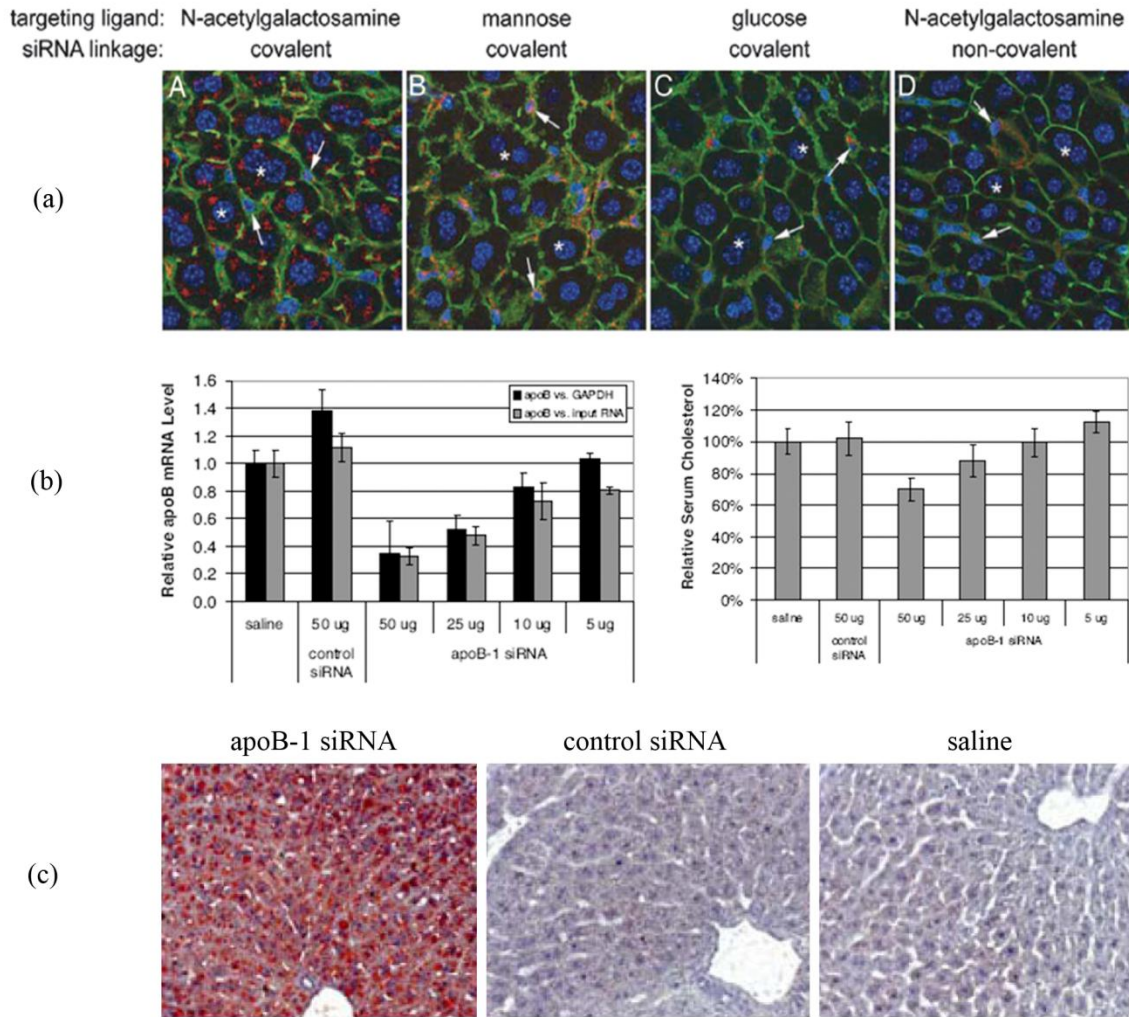 targeting ligand: N-acetylgalactosamine mannose glucose N-acetylgalactosamine
siRNA linkage: covalent covalent covalent non-covalent
A B C D
(a)
* * * * * * * *
(b)
Relative apoB mRNA Level
1.6
1.4
1.2
1.0
0.8
0.6
0.4
0.2
0.0
apoB vs. GAPDH
apoB vs. input RNA
saline 50 ug 50 ug 25 ug 10 ug 5 ug
control
siRNA
apoB-1 siRNA
Relative Serum Cholesterol
140%
120%
100%
80%
60%
40%
20%
0%
saline 50 ug 50 ug 25 ug 10 ug 5 ug
control
siRNA
apoB-1 siRNA
apoB-1 siRNA control siRNA saline
(c)